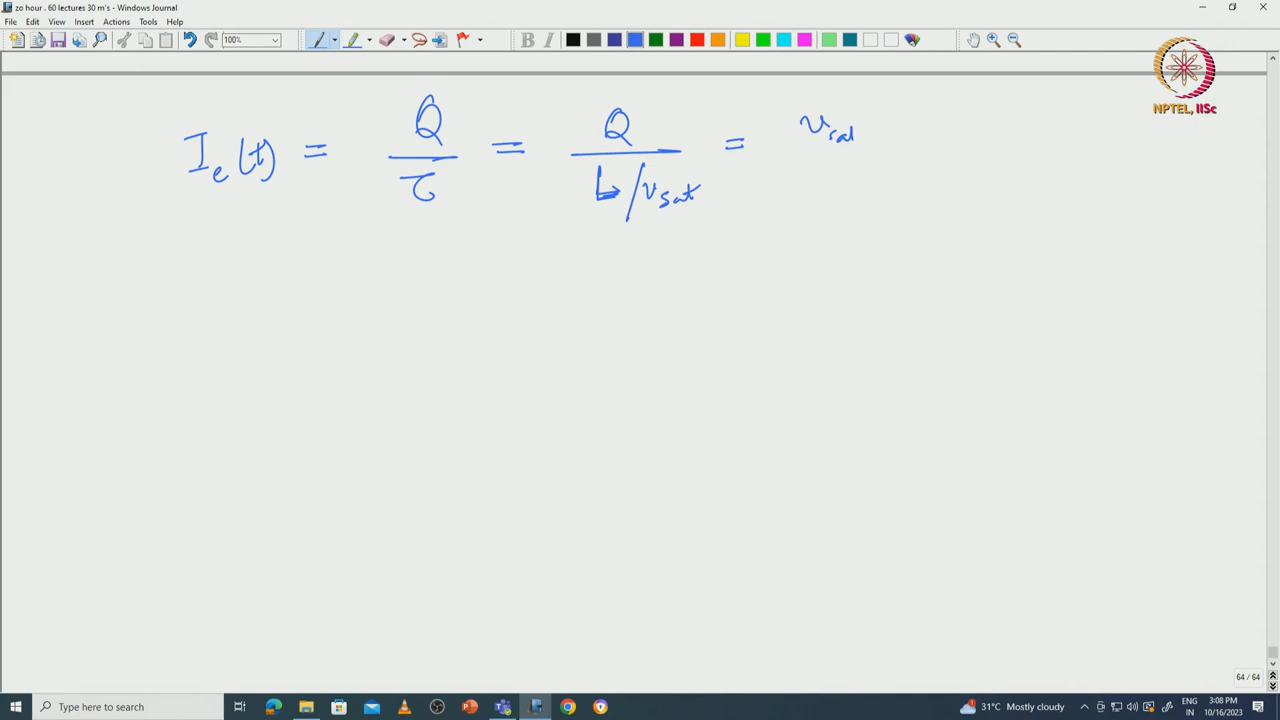 zo hour . 60 lectures 30 m's - Windows Journal
File Edit View Insert Actions Tools Help
100%
B I
NPTEL, IISc
I_e(t) = Q/τ = Q/(L/v_sat) = v_sat
64 / 64
Type here to search
31°C Mostly cloudy
ENG
IN
3:08 PM
10/16/2023